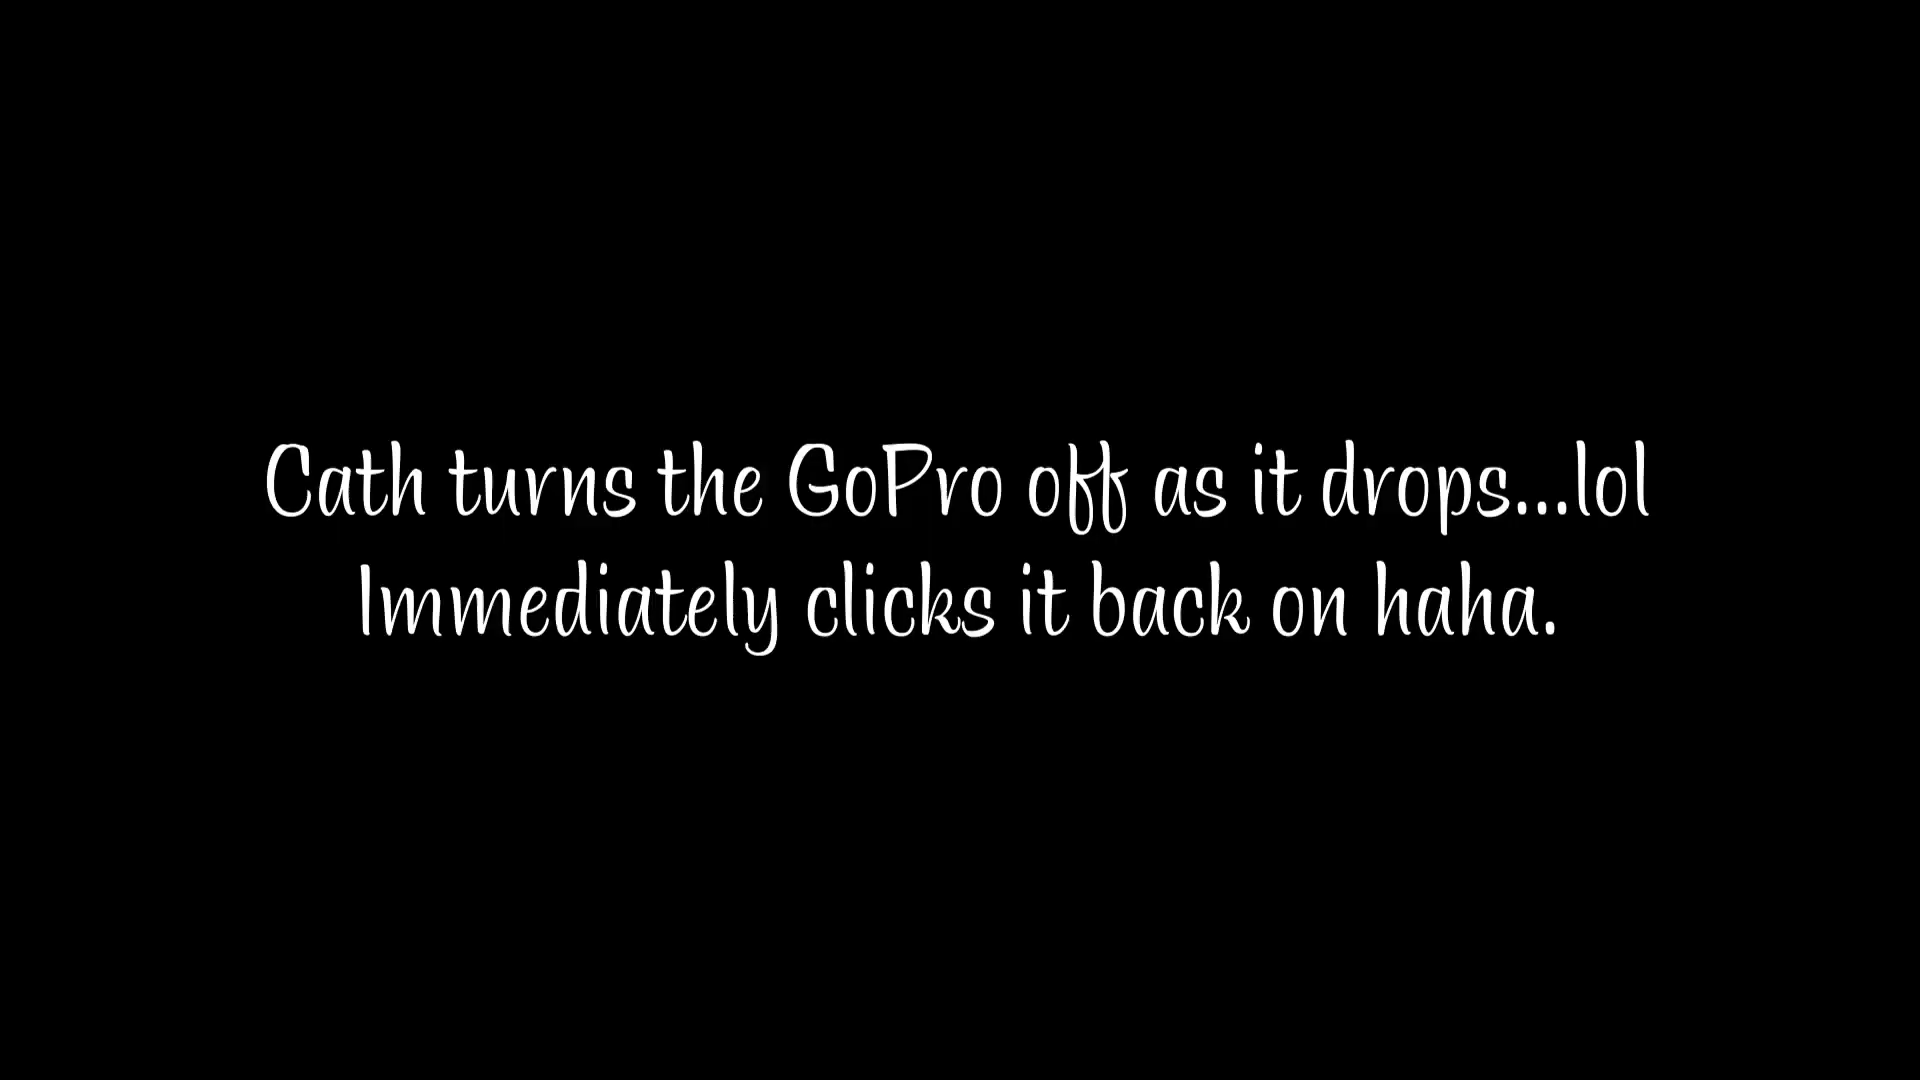 Cath turns the GoPro off as it drops...lol
Immediately clicks it back on haha.